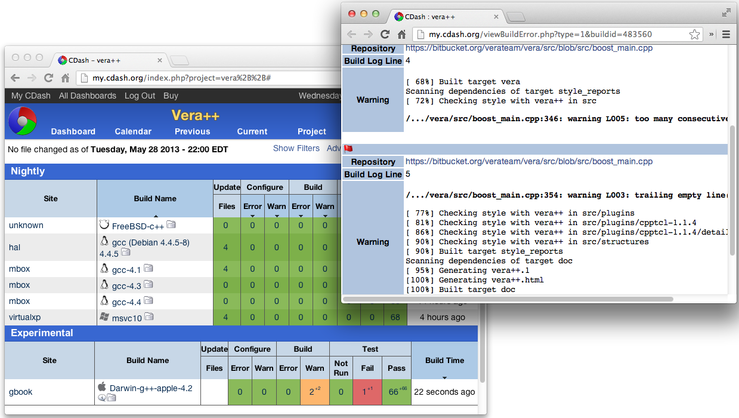 CDash – vera++
my.cdash.org/index.php?project=vera%2B%2B#
My CDash All Dashboards Log Out Buy Wednesday
Vera++
Dashboard Calendar Previous Current Project
No file changed as of Tuesday, May 28 2013 - 22:00 EDT Show Filters Adv
Nightly
Site Build Name Update Configure Build
Files Error Warn Error Warn
unknown FreeBSD-c++ 0 0 0 0 0
hal gcc (Debian 4.4.5-8) 4.4.5 4 0 0 0 0
mbox gcc-4.1 4 0 0 0 0
mbox gcc-4.3 0 0 0 0 0
mbox gcc-4.4 0 0 0 0 0
virtualxp msvc10 4 0 0 0 0 0 0 68 4 hours ago
Experimental
Site Build Name Update Configure Build Test Build Time
Files Error Warn Error Warn Not Run Fail Pass
gbook Darwin-g++-apple-4.2 0 0 0 2 +2 0 1 +1 66 22 seconds ago
CDash : vera++
my.cdash.org/viewBuildError.php?type=1&buildid=483560
Repository https://bitbucket.org/verateam/vera/src/blob/src/boost_main.cpp
Build Log Line 4
Warning
[ 68%] Built target vera
Scanning dependencies of target style_reports
[ 72%] Checking style with vera++ in src
/.../vera/src/boost_main.cpp:346: warning L005: too many consecutive
Repository https://bitbucket.org/verateam/vera/src/blob/src/boost_main.cpp
Build Log Line 5
Warning
/.../vera/src/boost_main.cpp:354: warning L003: trailing empty line
[ 77%] Checking style with vera++ in src/plugins
[ 81%] Checking style with vera++ in src/plugins/cpptcl-1.1.4
[ 86%] Checking style with vera++ in src/plugins/cpptcl-1.1.4/detail
[ 90%] Checking style with vera++ in src/structures
[ 90%] Built target style_reports
Scanning dependencies of target doc
[ 95%] Generating vera++.1
[100%] Generating vera++.html
[100%] Built target doc